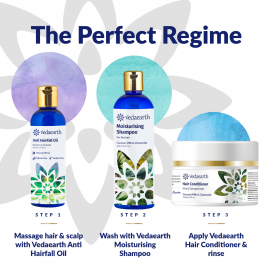 The Perfect Regime
vedaearth
Anti Hairfall Oil
vedaearth
Moisturising
Shampoo
vedaearth
Hair Conditioner
STEP 1
STEP 2
STEP 3
Massage hair & scalp
with Vedaearth Anti
Hairfall Oil
Wash with Vedaearth
Moisturising
Shampoo
Apply Vedaearth
Hair Conditioner &
rinse